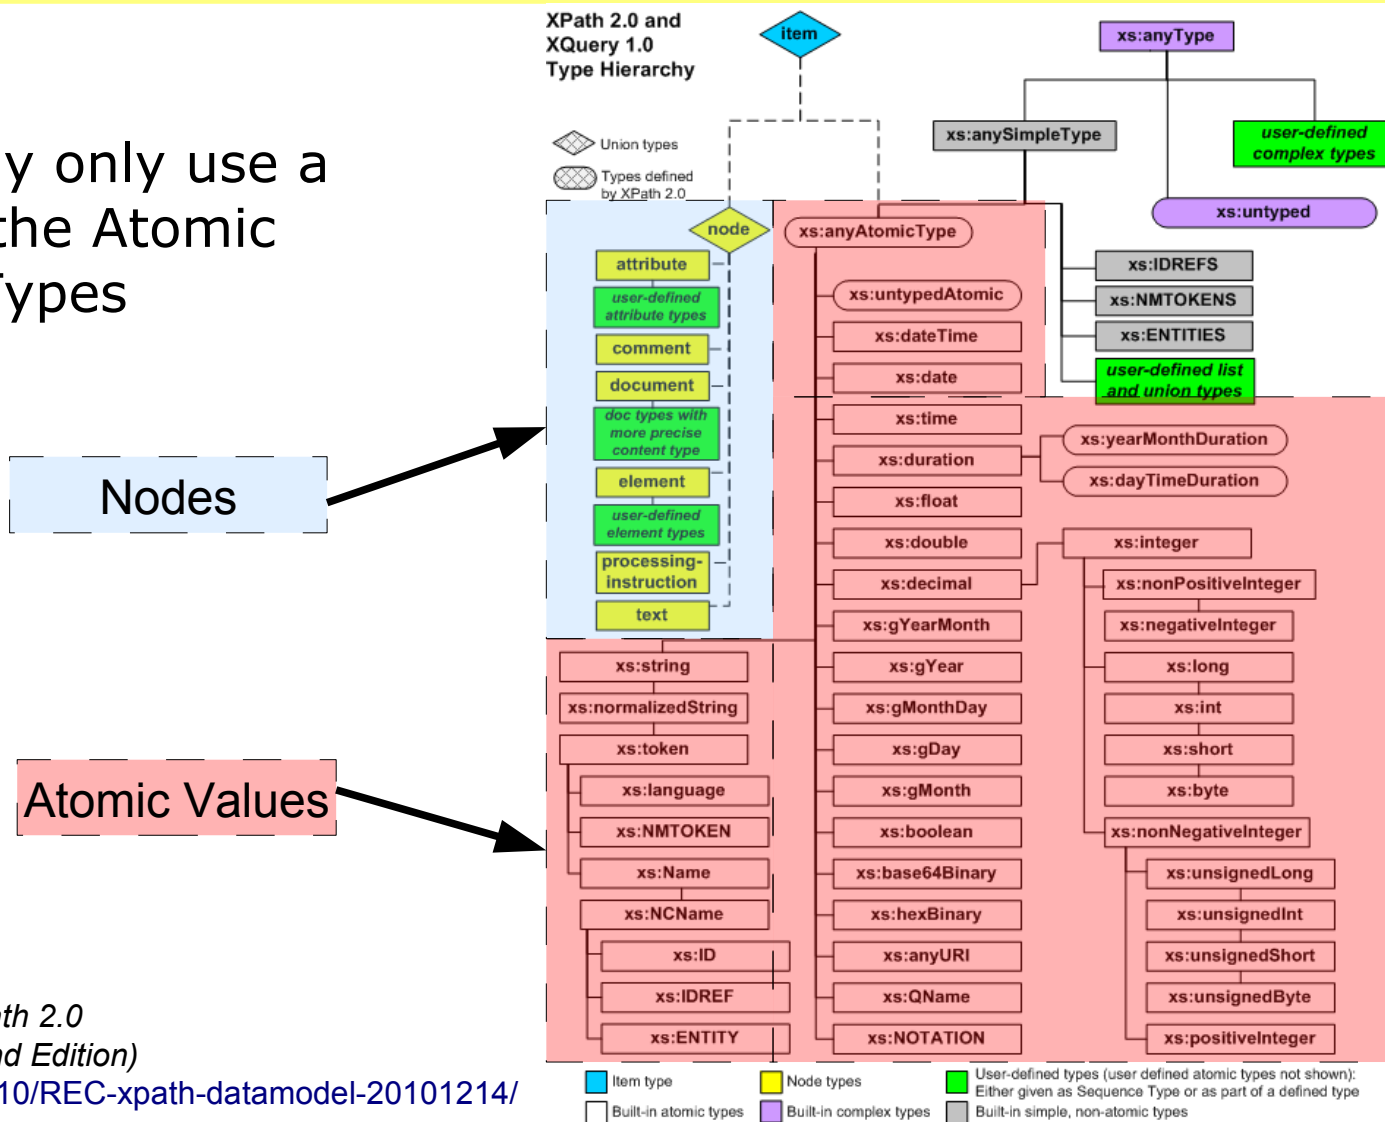 XPath 2.0 and
XQuery 1.0
Type Hierarchy
item
xs:anyType
Union types
Types defined
by XPath 2.0
xs:anySimpleType
user-defined
complex types
xs:untyped
y only use a
the Atomic
Types
node
attribute
user-defined
attribute types
comment
document
doc types with
more precise
content type
element
user-defined
element types
processing-
instruction
text
xs:anyAtomicType
xs:untypedAtomic
xs:dateTime
xs:date
xs:time
xs:duration
xs:float
xs:double
xs:decimal
xs:gYearMonth
xs:gYear
xs:gMonthDay
xs:gDay
xs:gMonth
xs:boolean
xs:base64Binary
xs:hexBinary
xs:anyURI
xs:QName
xs:NOTATION
xs:IDREFS
xs:NMTOKENS
xs:ENTITIES
user-defined list
and union types
xs:yearMonthDuration
xs:dayTimeDuration
xs:integer
xs:nonPositiveInteger
xs:negativeInteger
xs:long
xs:int
xs:short
xs:byte
xs:nonNegativeInteger
xs:unsignedLong
xs:unsignedInt
xs:unsignedShort
xs:unsignedByte
xs:positiveInteger
Nodes
Atomic Values
xs:string
xs:normalizedString
xs:token
xs:language
xs:NMTOKEN
xs:Name
xs:NCName
xs:ID
xs:IDREF
xs:ENTITY
ath 2.0
nd Edition)
10/REC-xpath-datamodel-20101214/
Item type
Node types
User-defined types (user defined atomic types not shown):
Either given as Sequence Type or as part of a defined type
Built-in atomic types
Built-in complex types
Built-in simple, non-atomic types